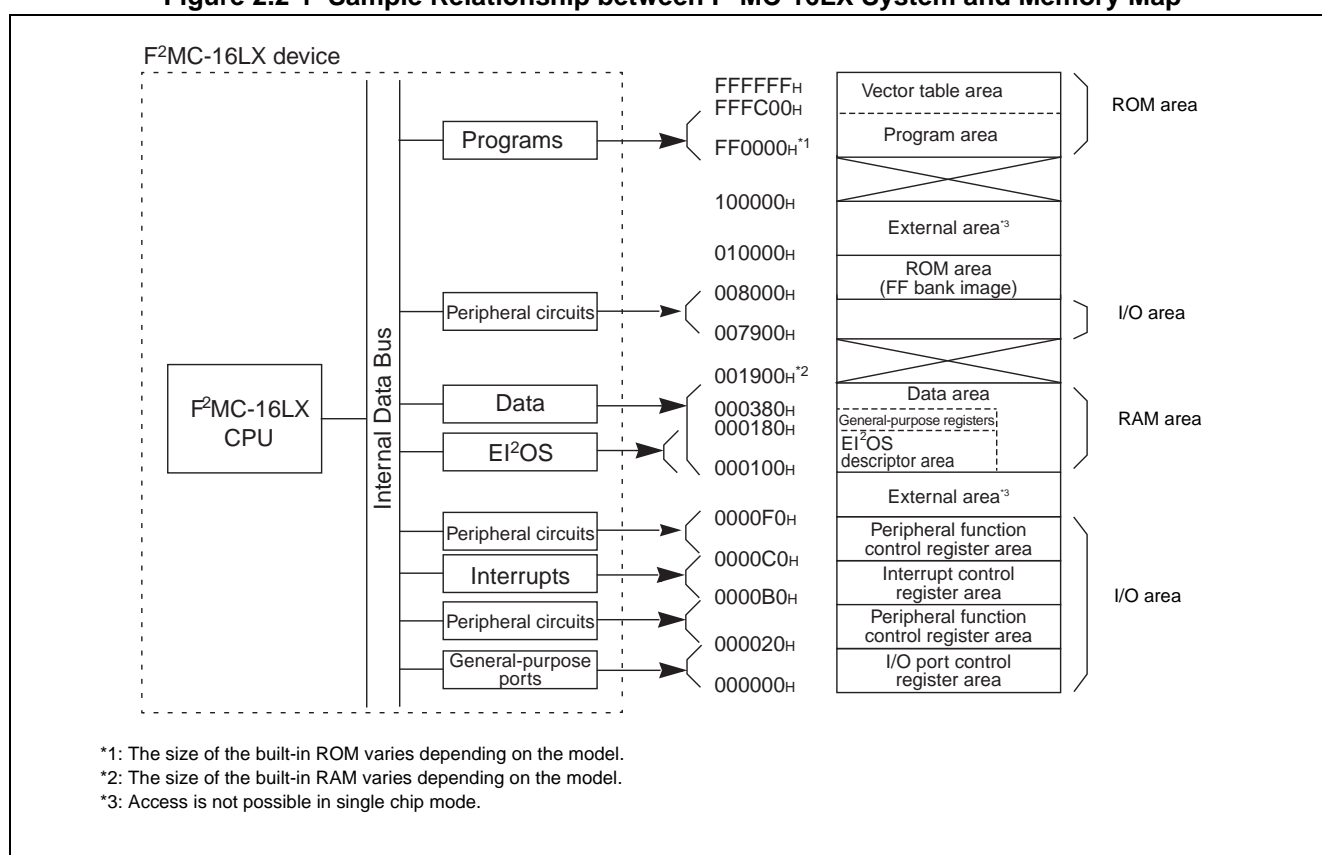 Figure 2.2-1 Sample Relationship between F²MC-16LX System and Memory Map
F²MC-16LX device
F²MC-16LX
CPU
Internal Data Bus
Programs
Peripheral circuits
Data
EI²OS
Peripheral circuits
Interrupts
Peripheral circuits
General-purpose
ports
FFFFFFH
FFFC00H
FF0000H*1
100000H
010000H
008000H
007900H
001900H*2
000380H
000180H
000100H
0000F0H
0000C0H
0000B0H
000020H
000000H
Vector table area
Program area
External area*3
ROM area
(FF bank image)
Data area
General-purpose registers
EI²OS
descriptor area
External area*3
Peripheral function
control register area
Interrupt control
register area
Peripheral function
control register area
I/O port control
register area
ROM area
I/O area
RAM area
I/O area
*1: The size of the built-in ROM varies depending on the model.
*2: The size of the built-in RAM varies depending on the model.
*3: Access is not possible in single chip mode.